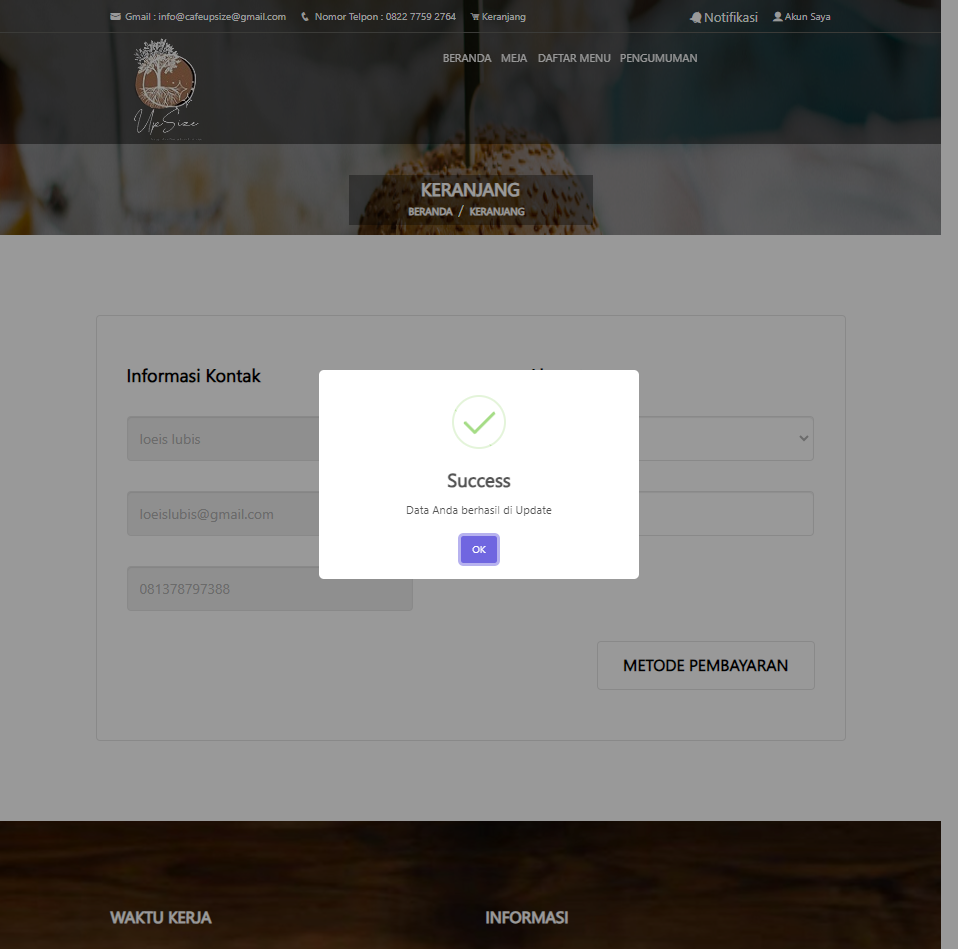 Gmail : info@cafeupsize@gmail.com Nomor Telpon : 0822 7759 2764 Keranjang Notifikasi Akun Saya
BERANDA MEJA DAFTAR MENU PENGUMUMAN
UpSize
KERANJANG
BERANDA / KERANJANG
Informasi Kontak
loeis lubis
loeislubis@gmail.com
081378797388
Success
Data Anda berhasil di Update
OK
METODE PEMBAYARAN
WAKTU KERJA INFORMASI